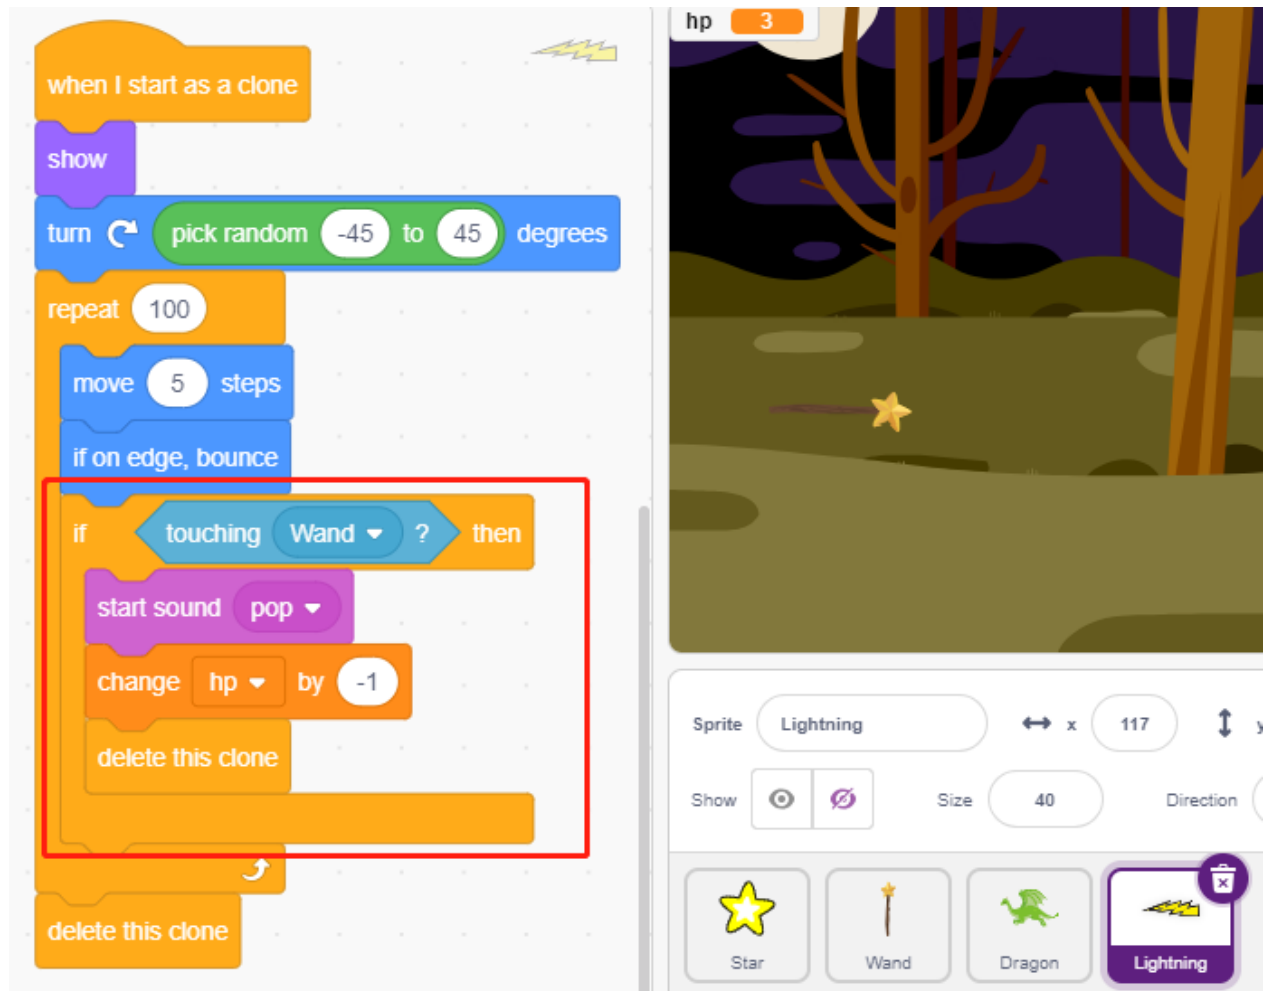 when I start as a clone
show
turn pick random -45 to 45 degrees
repeat 100
move 5 steps
if on edge, bounce
if touching Wand ? then
start sound pop
change hp by -1
delete this clone
delete this clone
hp 3
Sprite Lightning x 117 y
Show Size 40 Direction
Star Wand Dragon Lightning